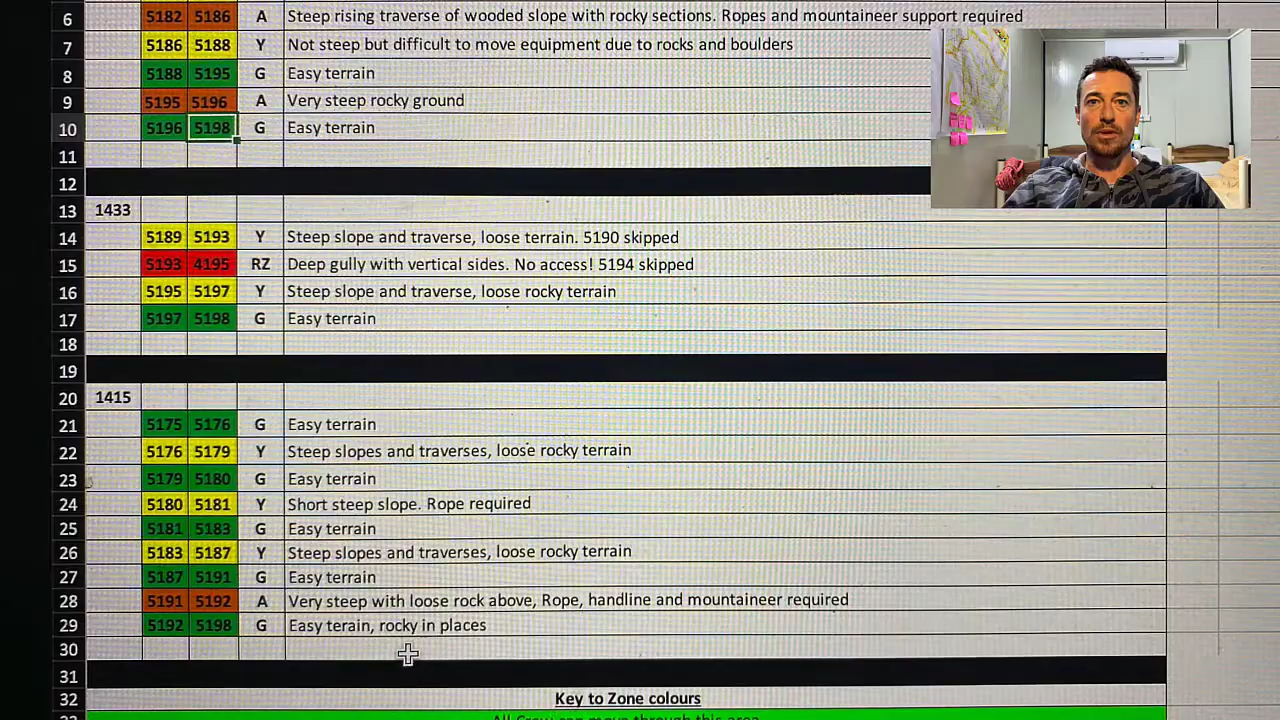 6 5182 5186 A Steep rising traverse of wooded slope with rocky sections. Ropes and mountaineer support required
7 5186 5188 Y Not steep but difficult to move equipment due to rocks and boulders
8 5188 5195 G Easy terrain
9 5195 5196 A Very steep rocky ground
10 5196 5198 G Easy terrain
11
12
13 1433
14 5189 5193 Y Steep slope and traverse, loose terrain. 5190 skipped
15 5193 4195 RZ Deep gully with vertical sides. No access! 5194 skipped
16 5195 5197 Y Steep slope and traverse, loose rocky terrain
17 5197 5198 G Easy terrain
18
19
20 1415
21 5175 5176 G Easy terrain
22 5176 5179 Y Steep slopes and traverses, loose rocky terrain
23 5179 5180 G Easy terrain
24 5180 5181 Y Short steep slope. Rope required
25 5181 5183 G Easy terrain
26 5183 5187 Y Steep slopes and traverses, loose rocky terrain
27 5187 5191 G Easy terrain
28 5191 5192 A Very steep with loose rock above, Rope, handline and mountaineer required
29 5192 5198 G Easy terain, rocky in places
30
31
32 Key to Zone colours
33 All Crew can move through this area